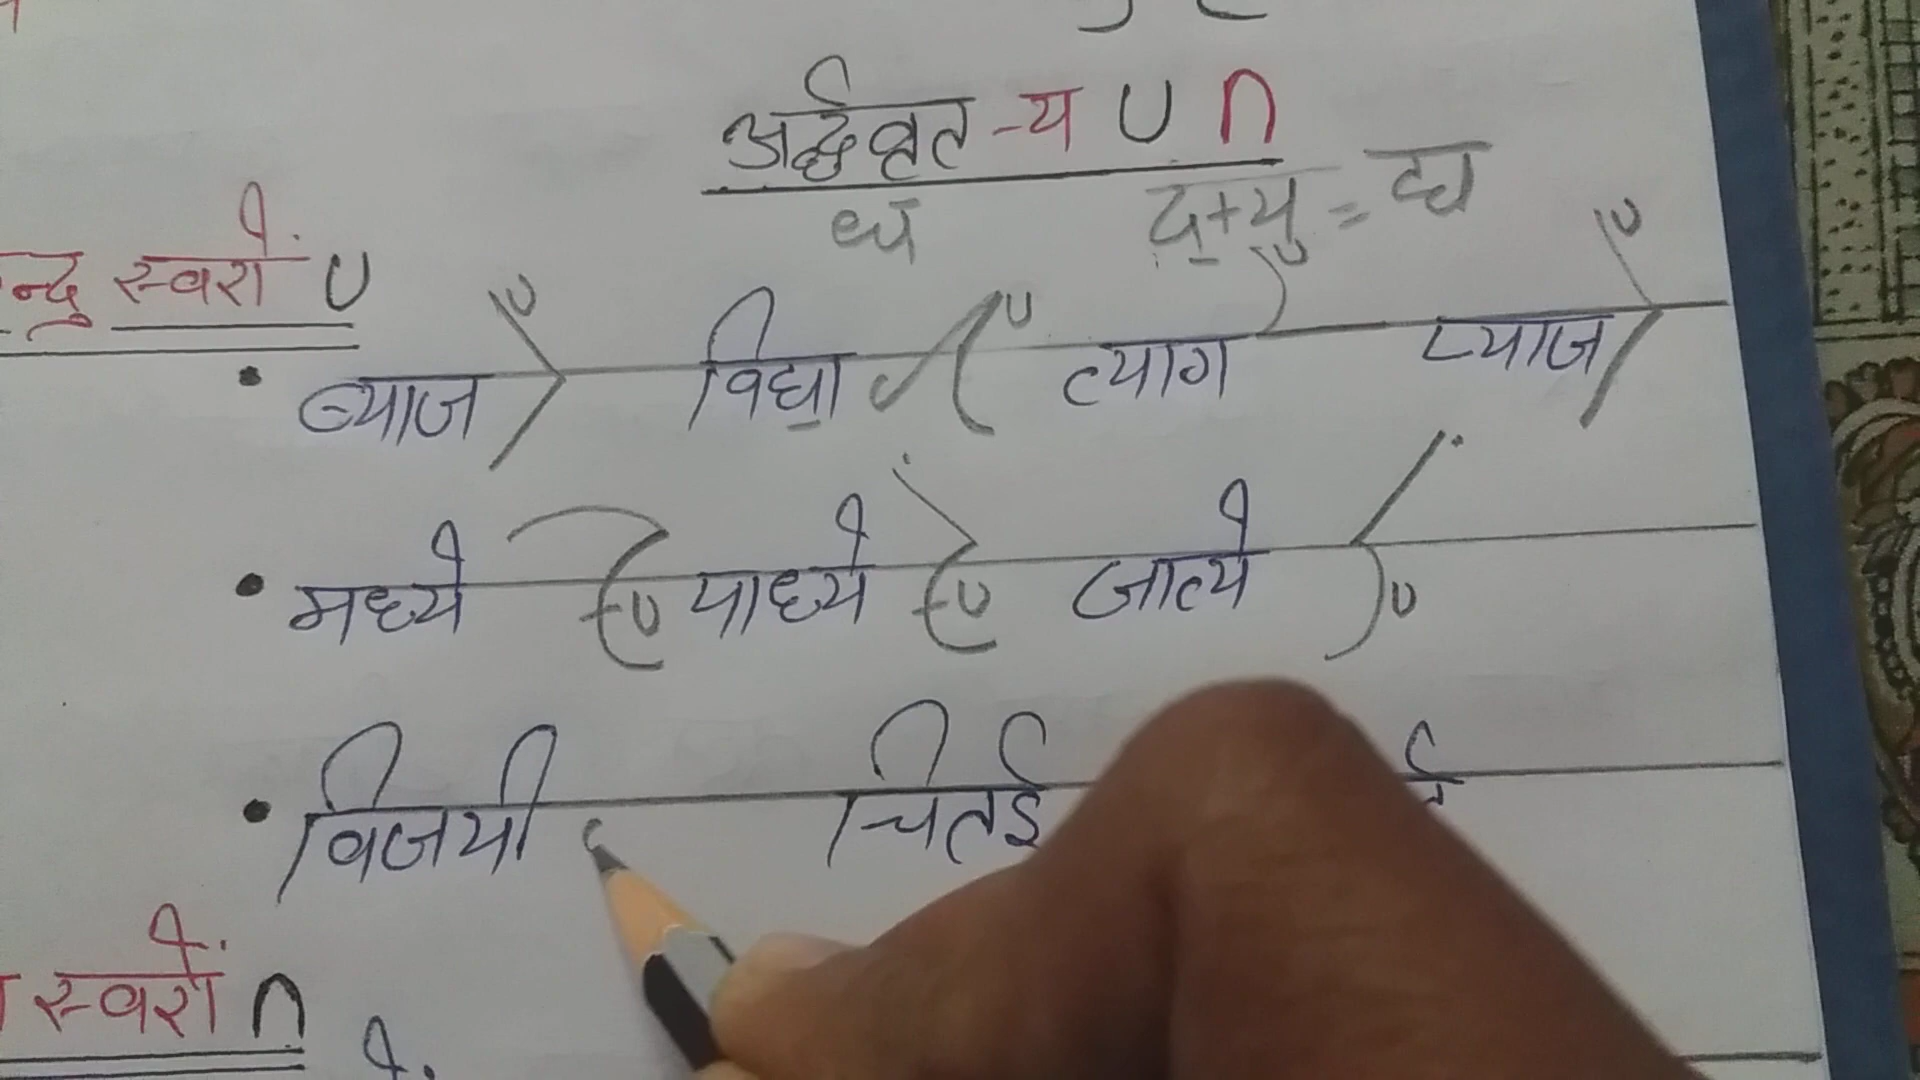 अर्द्धवृत -य ∪ ∩
ध द्+यु = द्य
न्दु स्वरों ∪
• ब्याज विद्या त्याग प्याज
• मध्ये याध्ये जात्ये
• विजयी चितई
स्वरों ∩